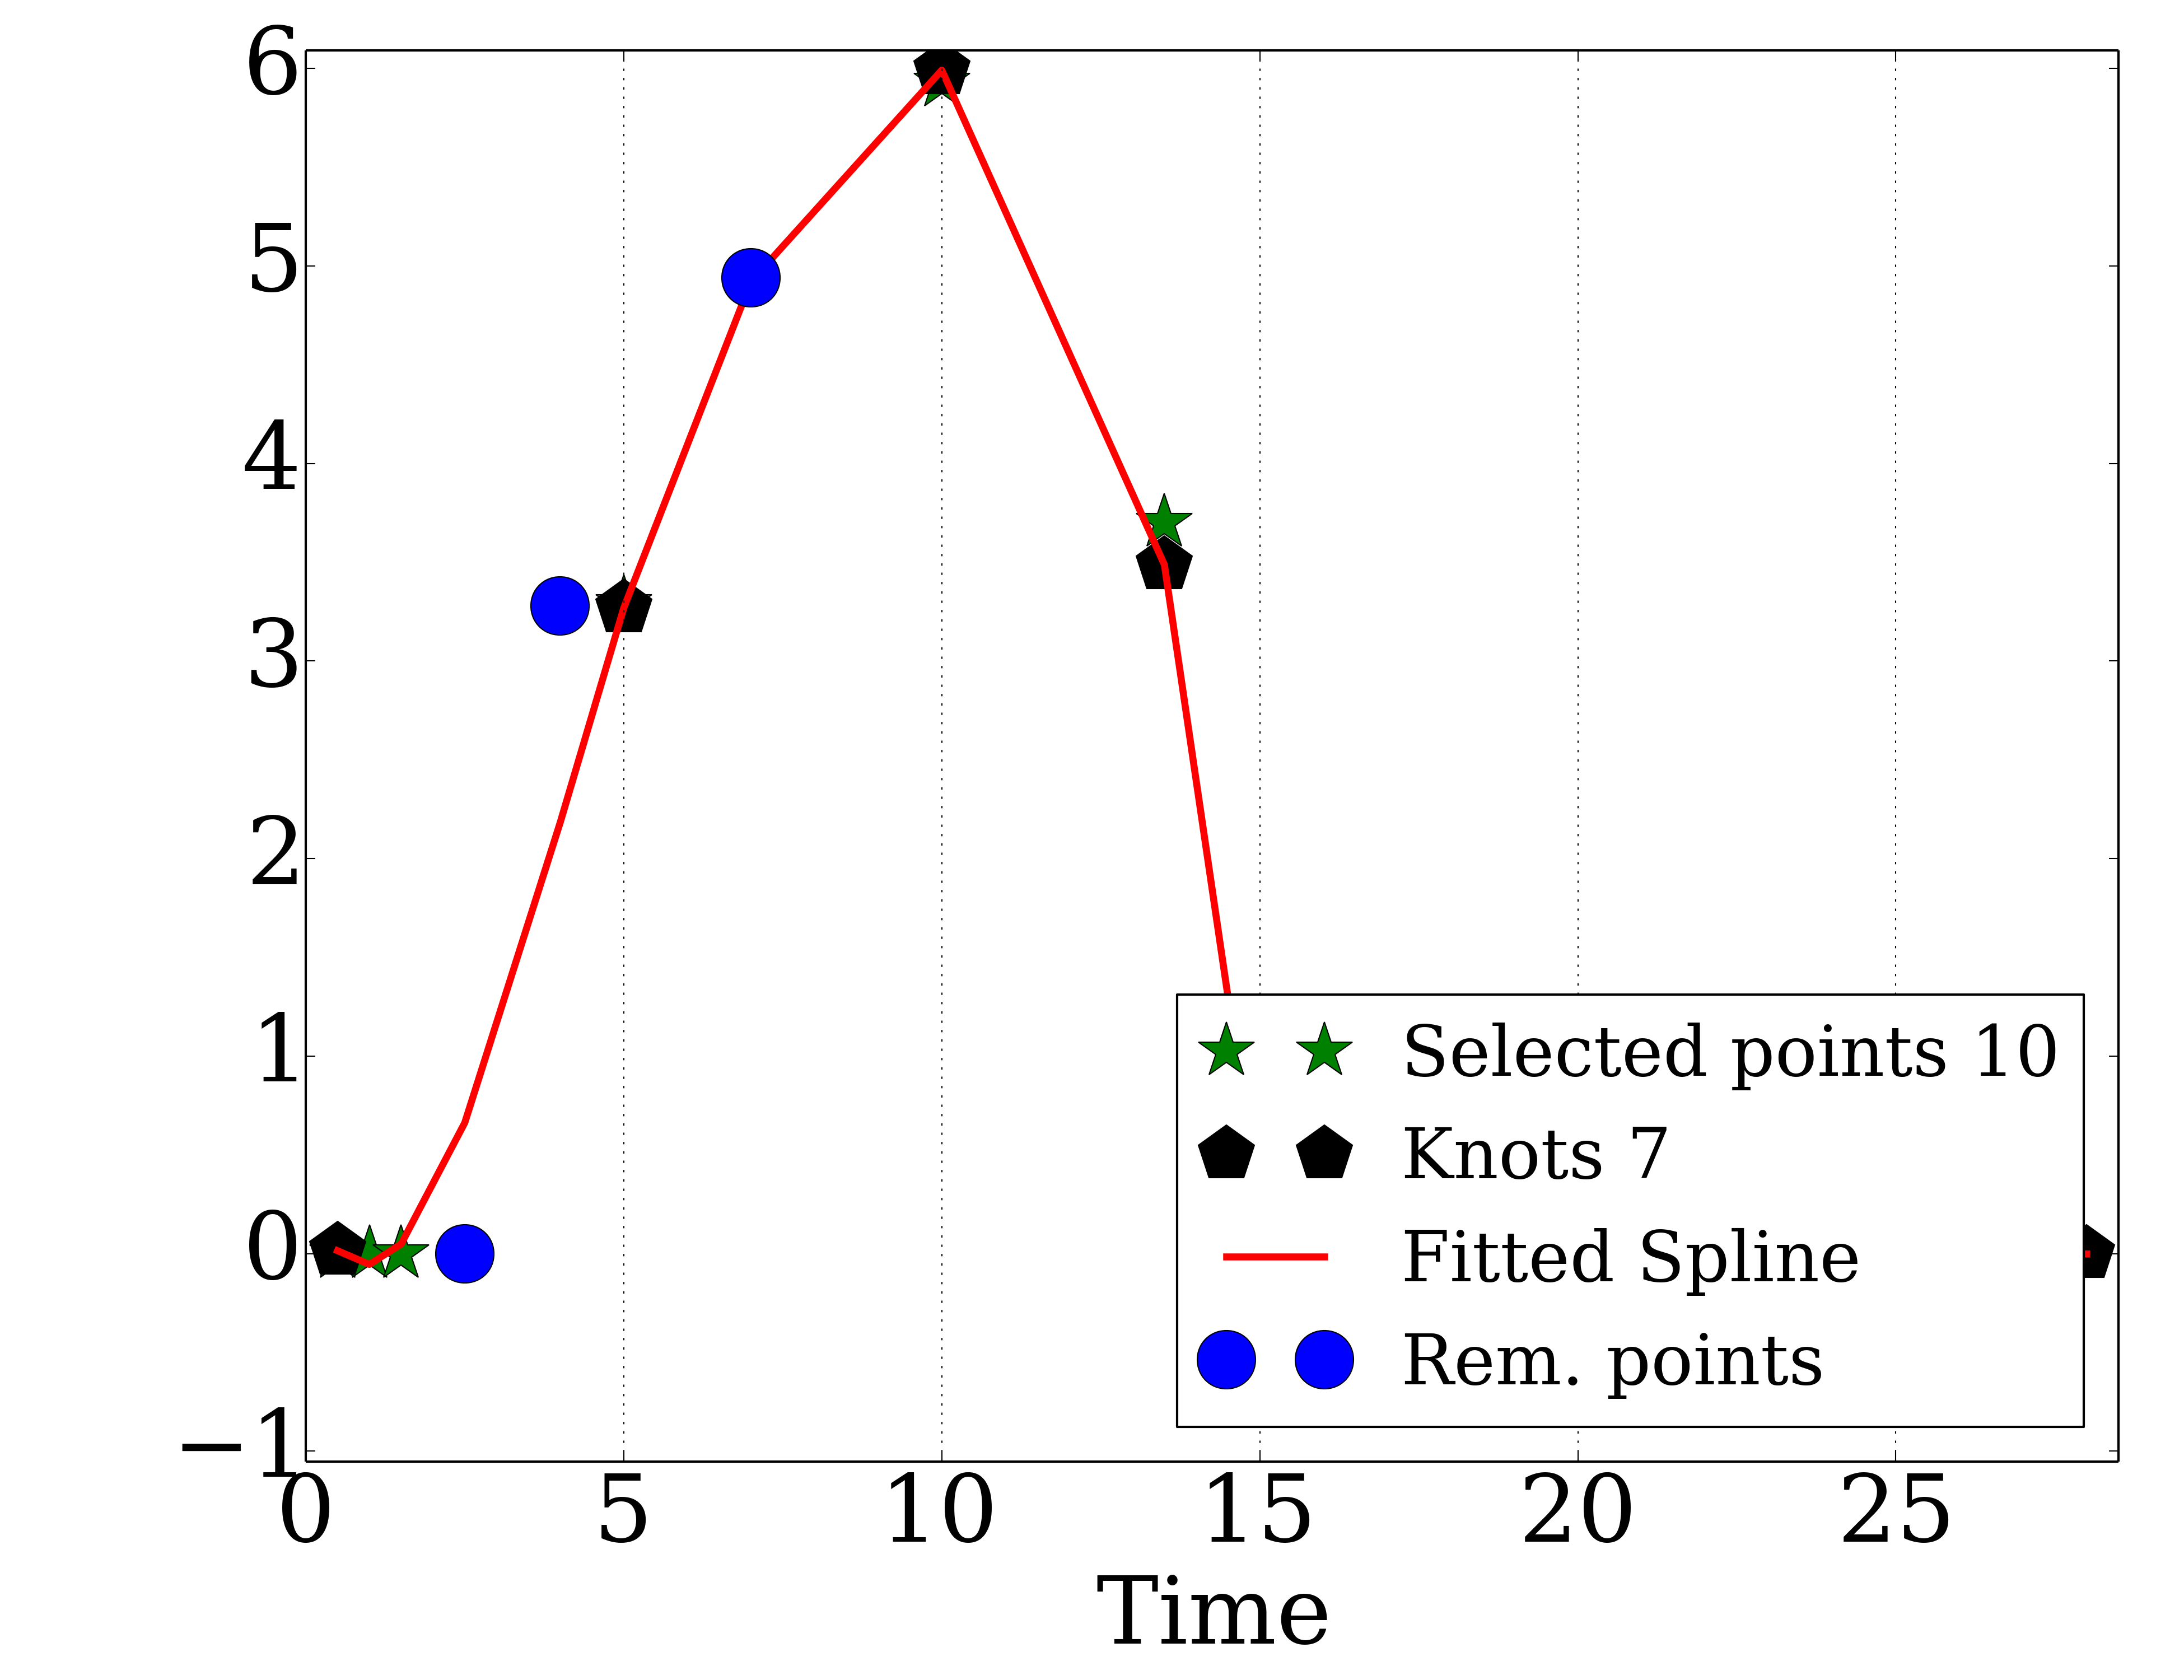 6
5
4
3
2
1
0
−1
Selected points 10
Knots 7
Fitted Spline
Rem. points
0 5 10 15 20 25
Time